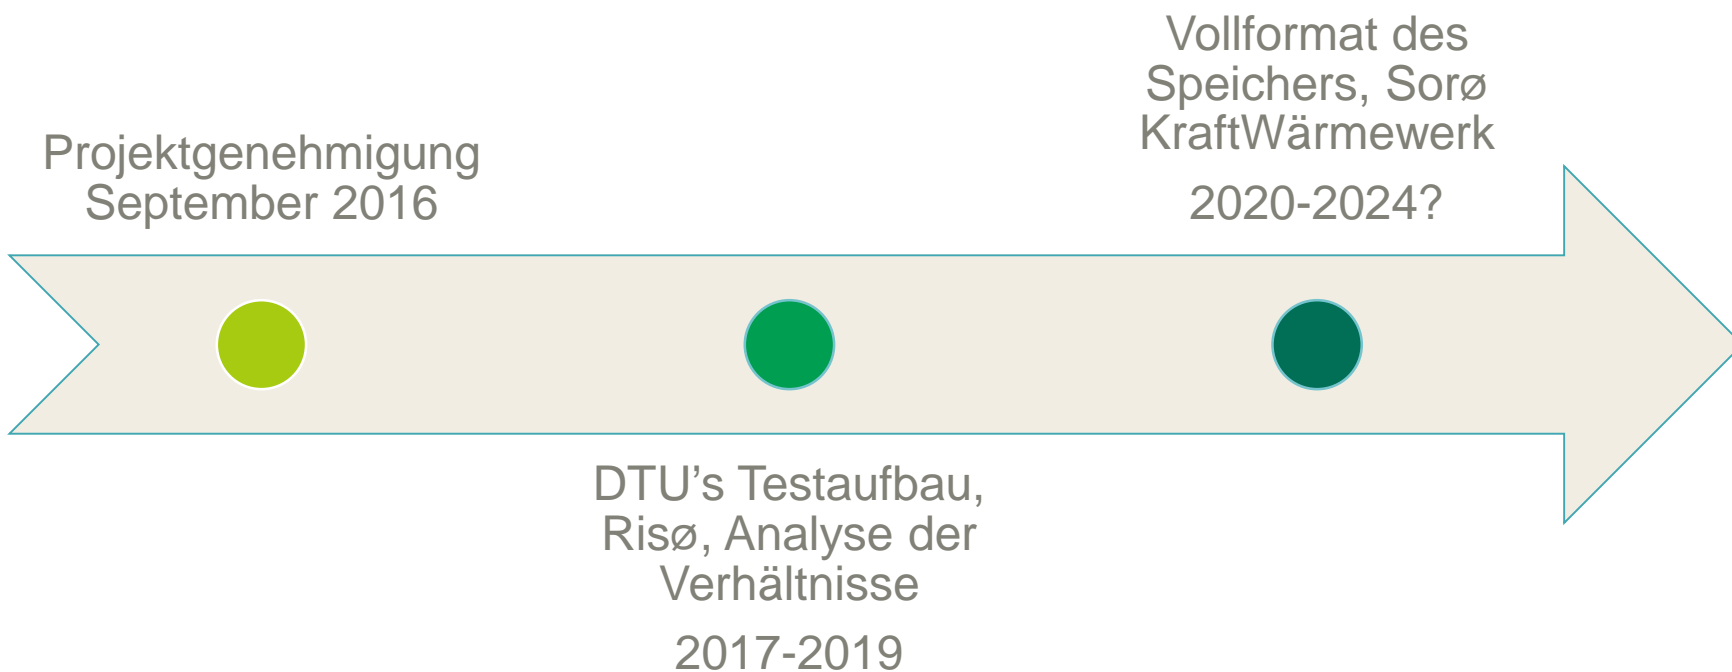 Projektgenehmigung
September 2016
DTU’s Testaufbau,
Risø, Analyse der
Verhältnisse
2017-2019
Vollformat des
Speichers, Sorø
KraftWärmewerk
2020-2024?